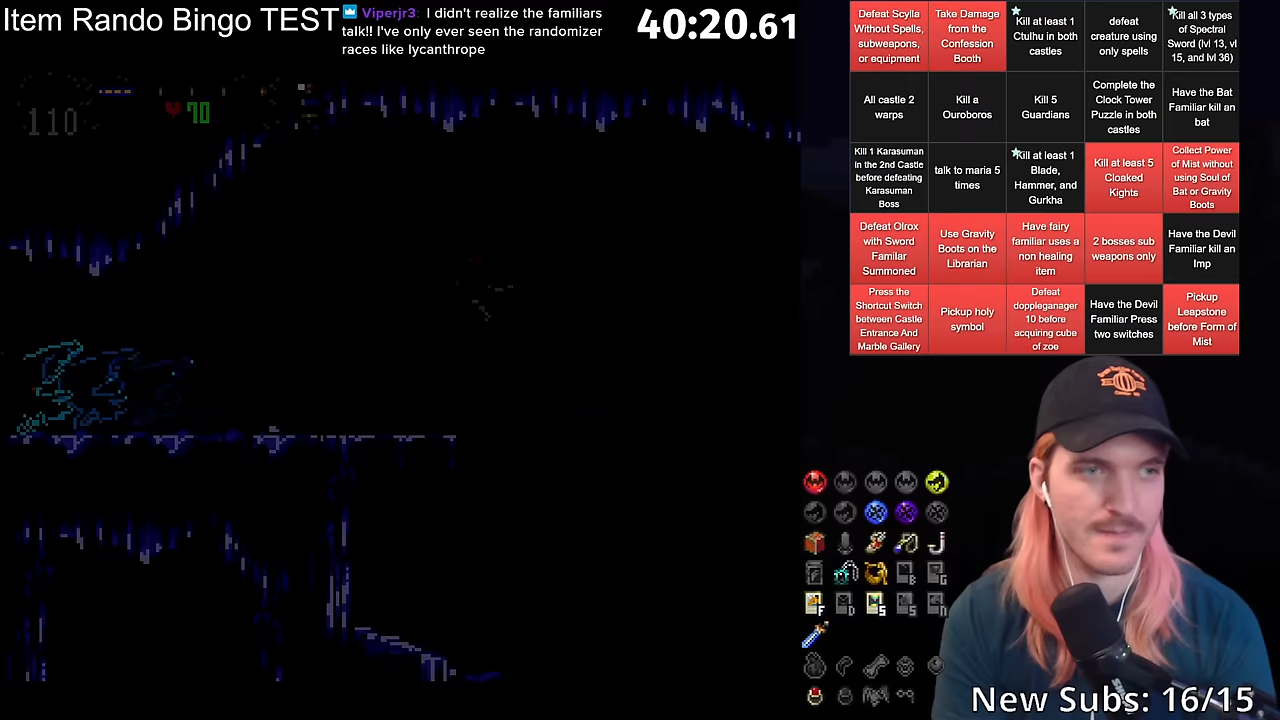 Item Rando Bingo TEST
Viperjr3: I didn't realize the familiars
talk!! I've only ever seen the randomizer
races like lycanthrope
40:20.61
110
90
Defeat Scylla
Without Spells,
subweapons,
or equipment
Take Damage
from the
Confession
Booth
Kill at least 1
Ctulhu in both
castles
defeat
creature using
only spells
Kill all 3 types
of Spectral
Sword (lvl 13, vl
15, and lvl 36)
All castle 2
warps
Kill a
Ouroboros
Kill 5
Guardians
Complete the
Clock Tower
Puzzle in both
castles
Have the Bat
Familiar kill an
bat
Kill 1 Karasuman
in the 2nd Castle
before defeating
Karasuman
Boss
talk to maria 5
times
Kill at least 1
Blade,
Hammer, and
Gurkha
Kill at least 5
Cloaked
Kights
Collect Power
of Mist without
using Soul of
Bat or Gravity
Boots
Defeat Olrox
with Sword
Familar
Summoned
Use Gravity
Boots on the
Librarian
Have fairy
familiar uses a
non healing
item
2 bosses sub
weapons only
Have the Devil
Familiar kill an
Imp
Press the
Shortcut Switch
between Castle
Entrance And
Marble Gallery
Pickup holy
symbol
Defeat
doppleganager
10 before
acquiring cube
of zoe
Have the Devil
Familiar Press
two switches
Pickup
Leapstone
before Form of
Mist
New Subs: 16/15